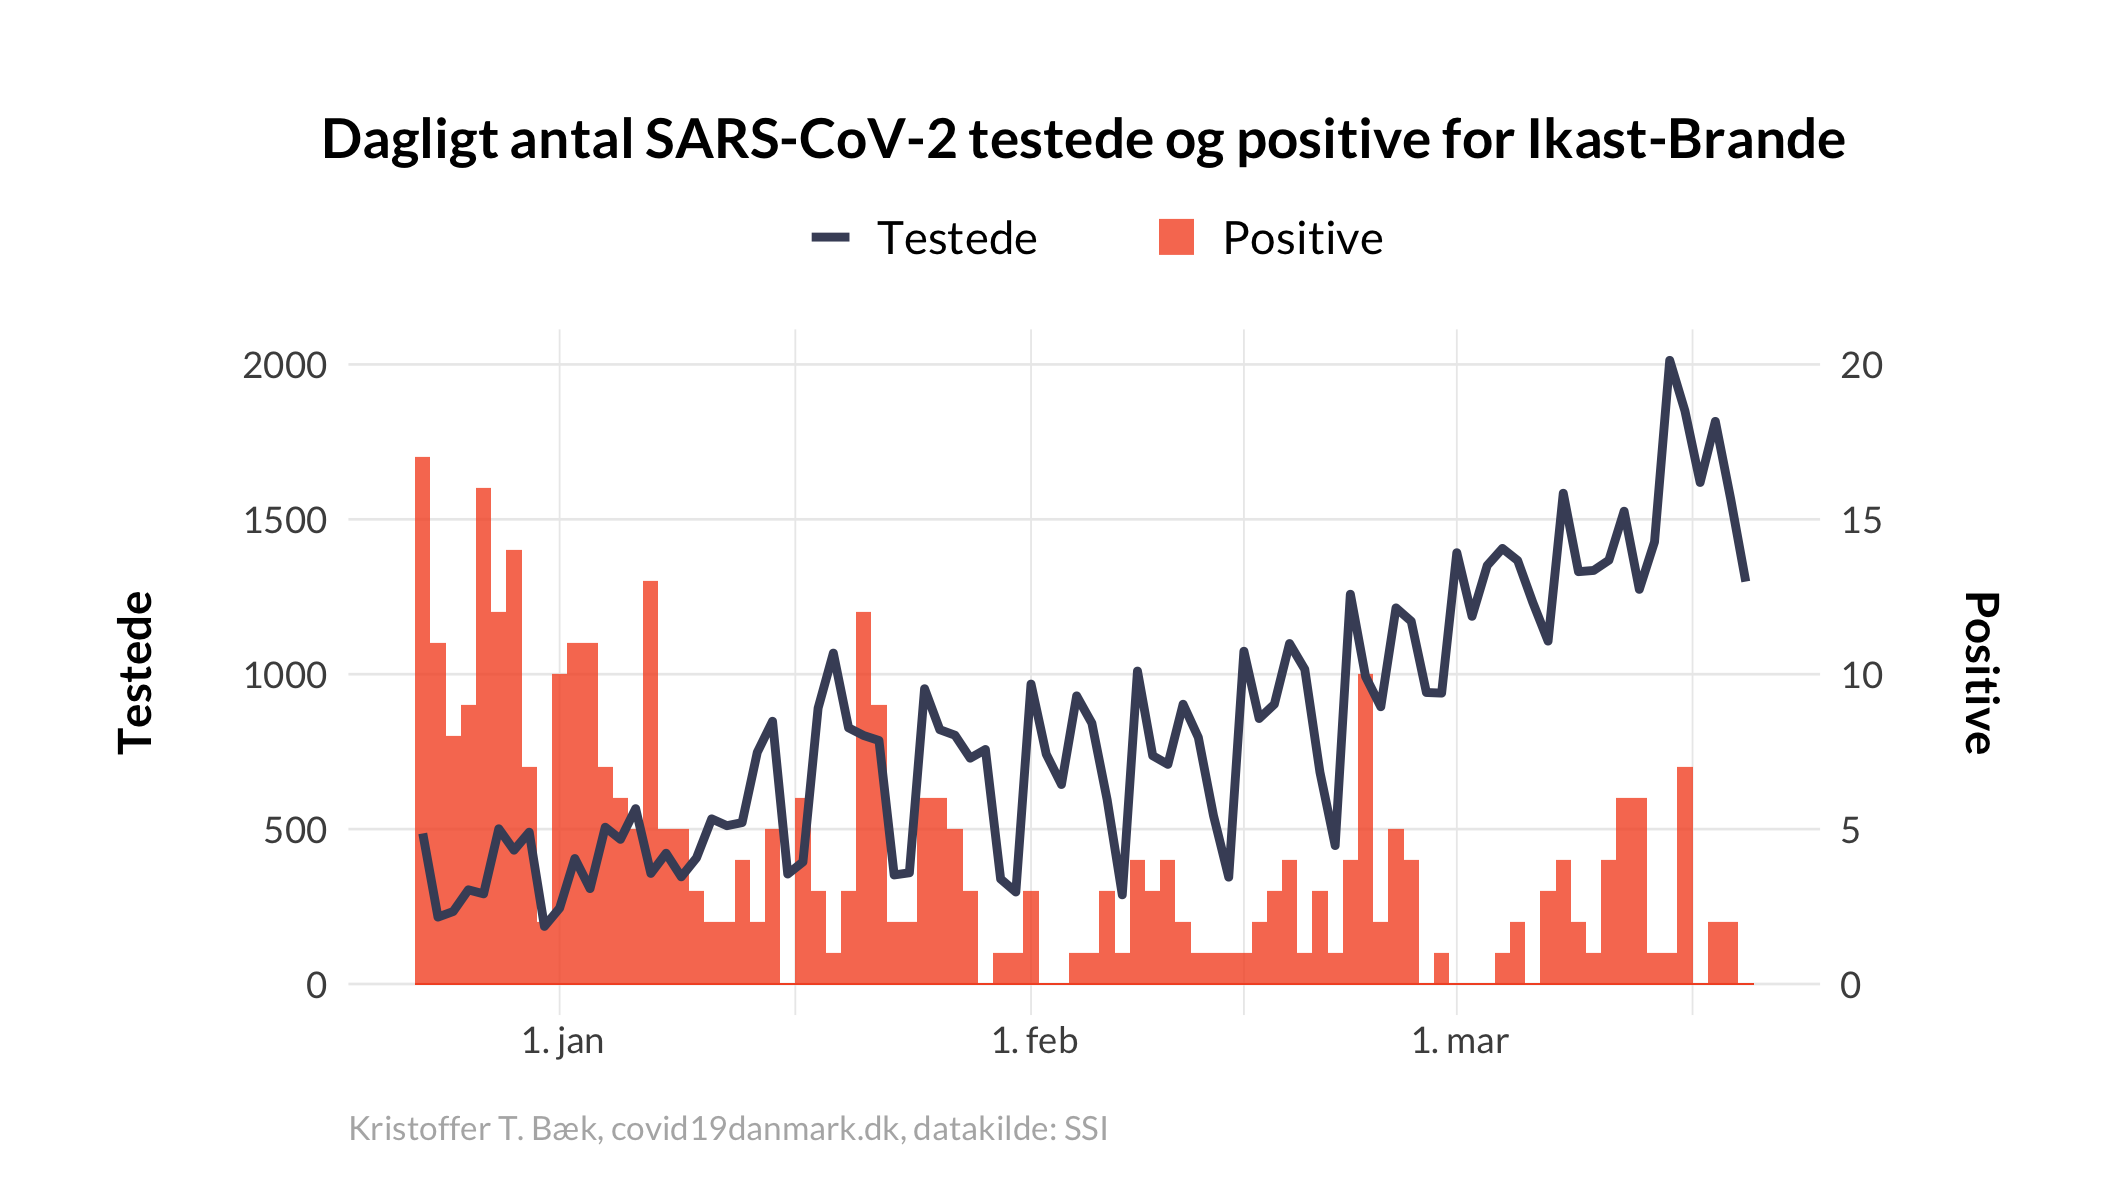 Dagligt antal SARS-CoV-2 testede og positive for Ikast-Brande
Testede
Positive
2000
1500
1000
500
0
20
15
10
5
0
Testede
Positive
1. jan
1. feb
1. mar
Kristoffer T. Bæk, covid19danmark.dk, datakilde: SSI